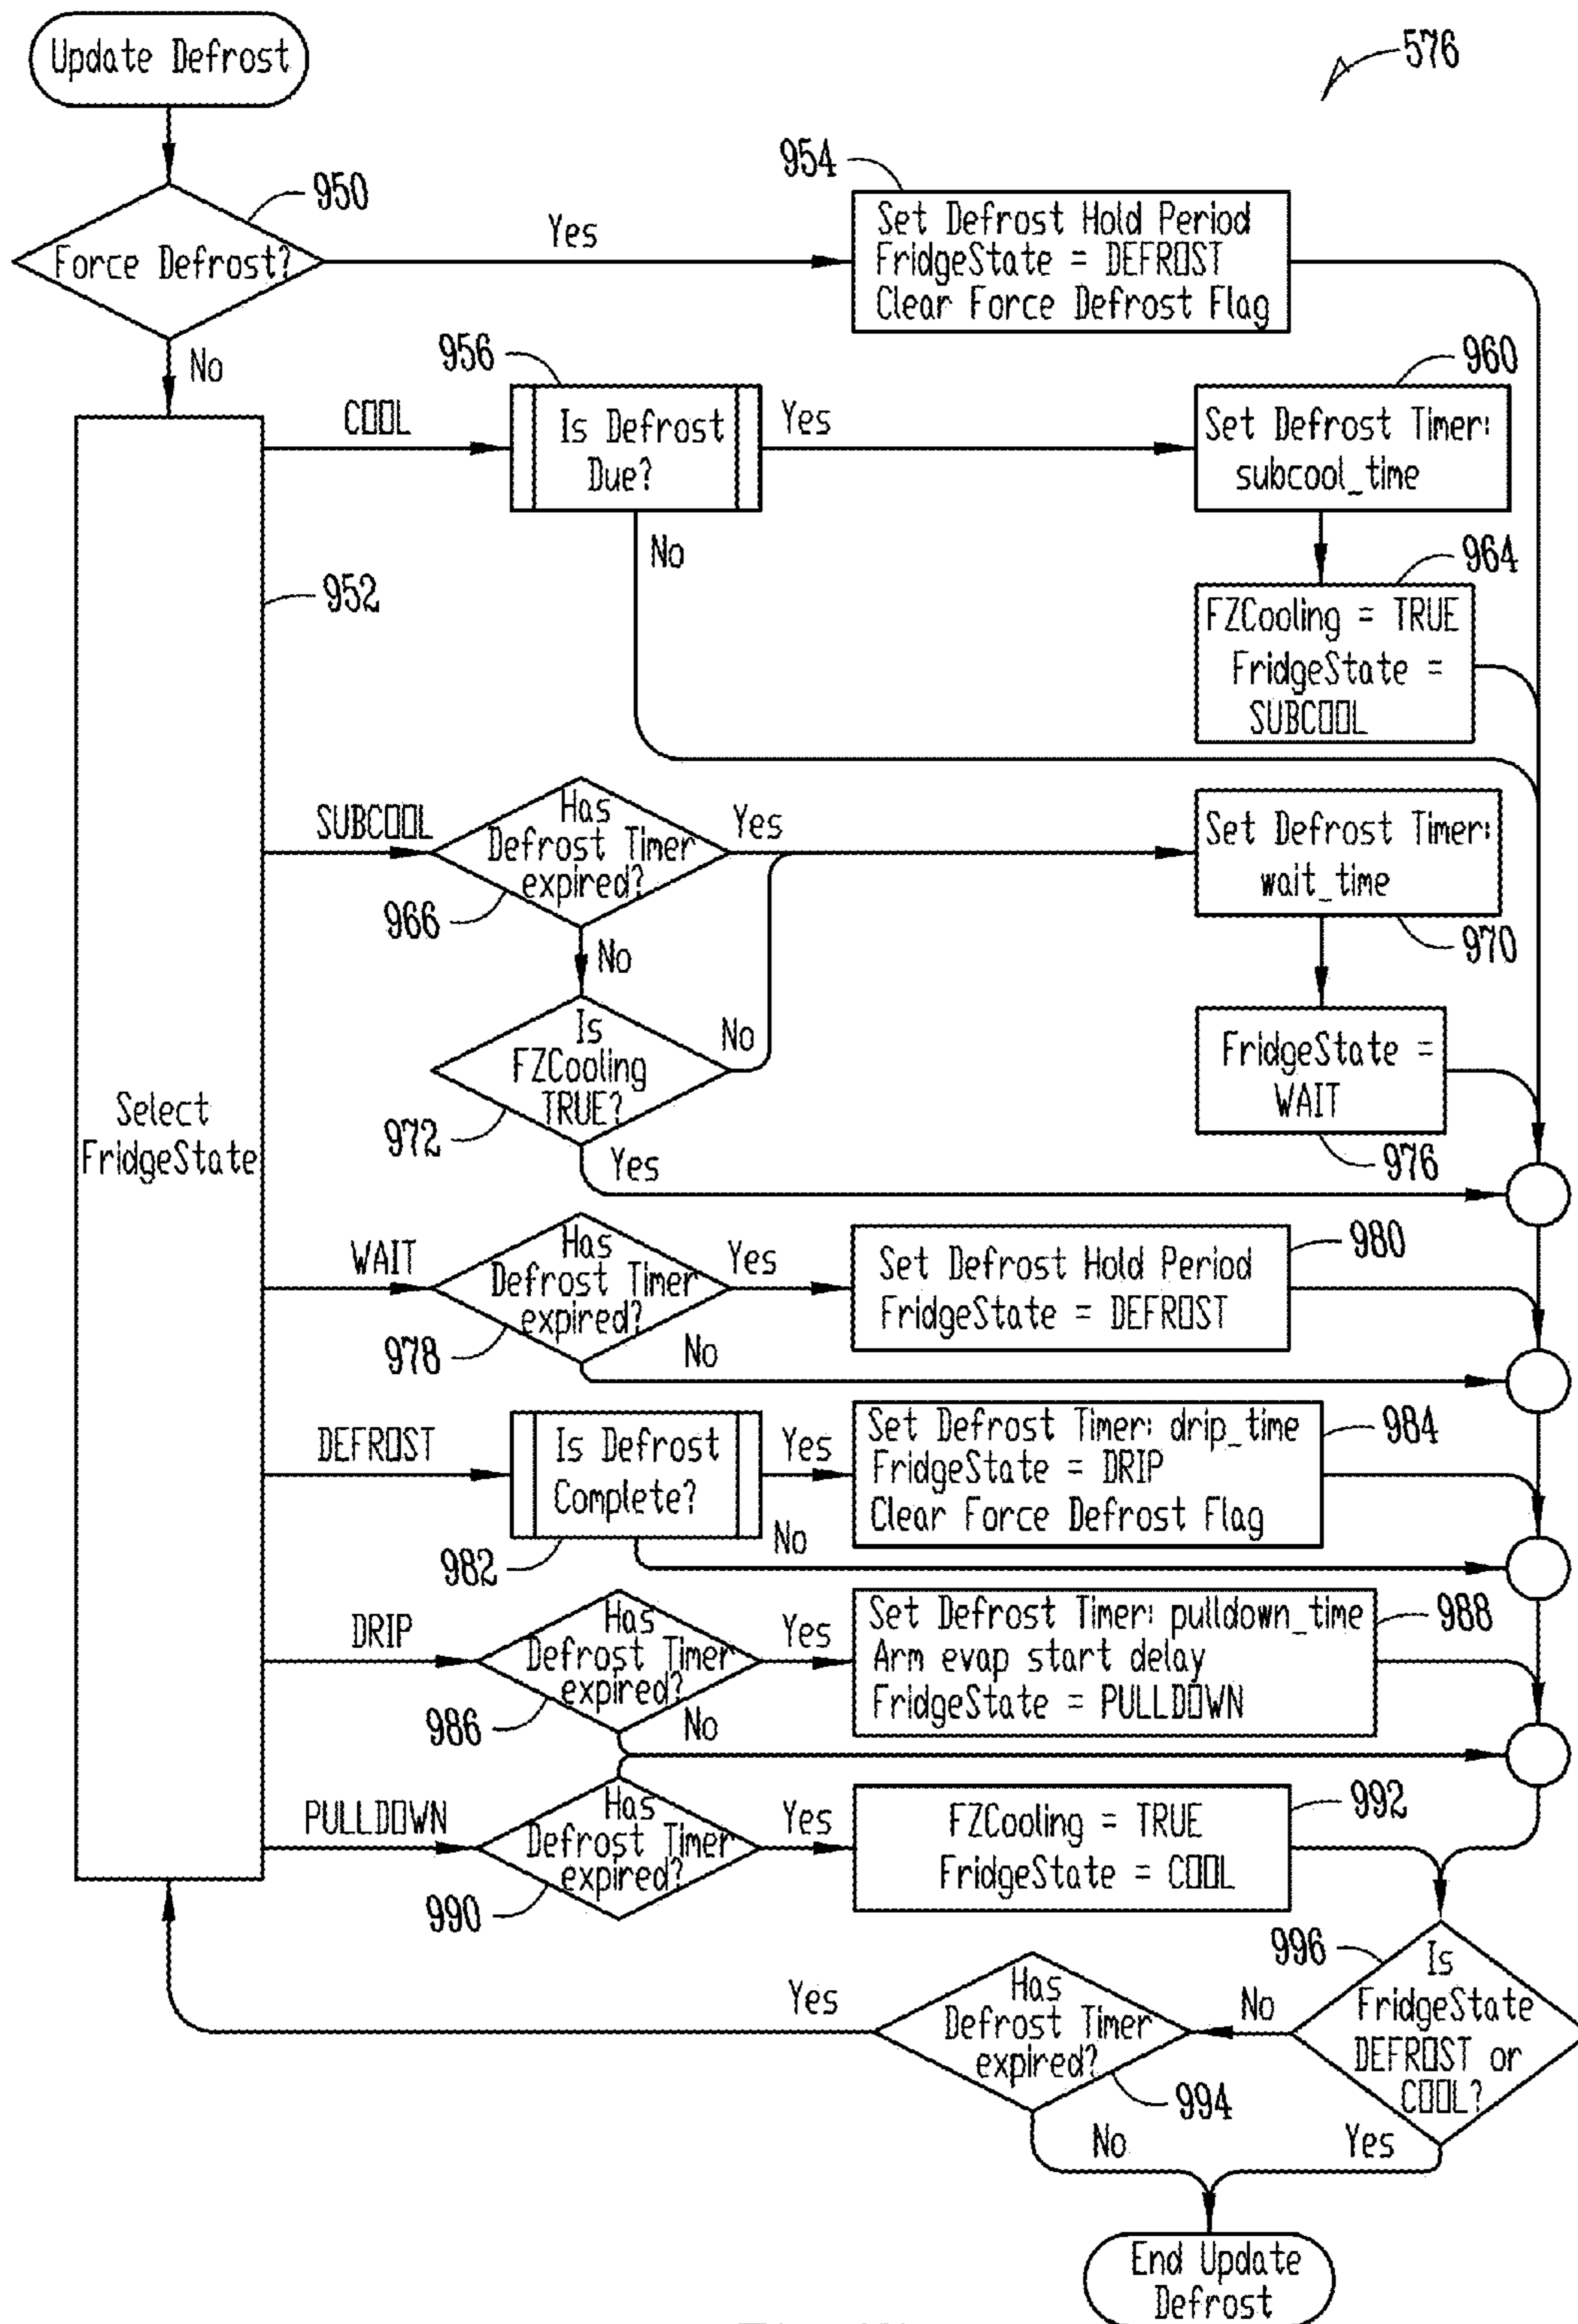 Update Defrost
576
950
Force Defrost?
Yes
954
Set Defrost Hold Period
FridgeState = DEFROST
Clear Force Defrost Flag
No
COOL
956
Is Defrost
Due?
Yes
960
Set Defrost Timer:
subcool_time
No
952
964
FZCooling = TRUE
FridgeState =
SUBCOOL
Select
FridgeState
SUBCOOL
Has
Defrost Timer
expired?
966
Yes
Set Defrost Timer:
wait_time
970
No
Is
FZCooling
TRUE?
972
No
Yes
FridgeState =
WAIT
976
WAIT
Has
Defrost Timer
expired?
978
Yes
No
980
Set Defrost Hold Period
FridgeState = DEFROST
DEFROST
Is Defrost
Complete?
982
Yes
No
984
Set Defrost Timer: drip_time
FridgeState = DRIP
Clear Force Defrost Flag
DRIP
Has
Defrost Timer
expired?
986
Yes
No
988
Set Defrost Timer: pulldown_time
Arm evap start delay
FridgeState = PULLDOWN
PULLDOWN
Has
Defrost Timer
expired?
990
Yes
992
FZCooling = TRUE
FridgeState = COOL
996
Is
FridgeState
DEFROST or
COOL?
No
Yes
Has
Defrost Timer
expired?
994
Yes
No
End Update
Defrost